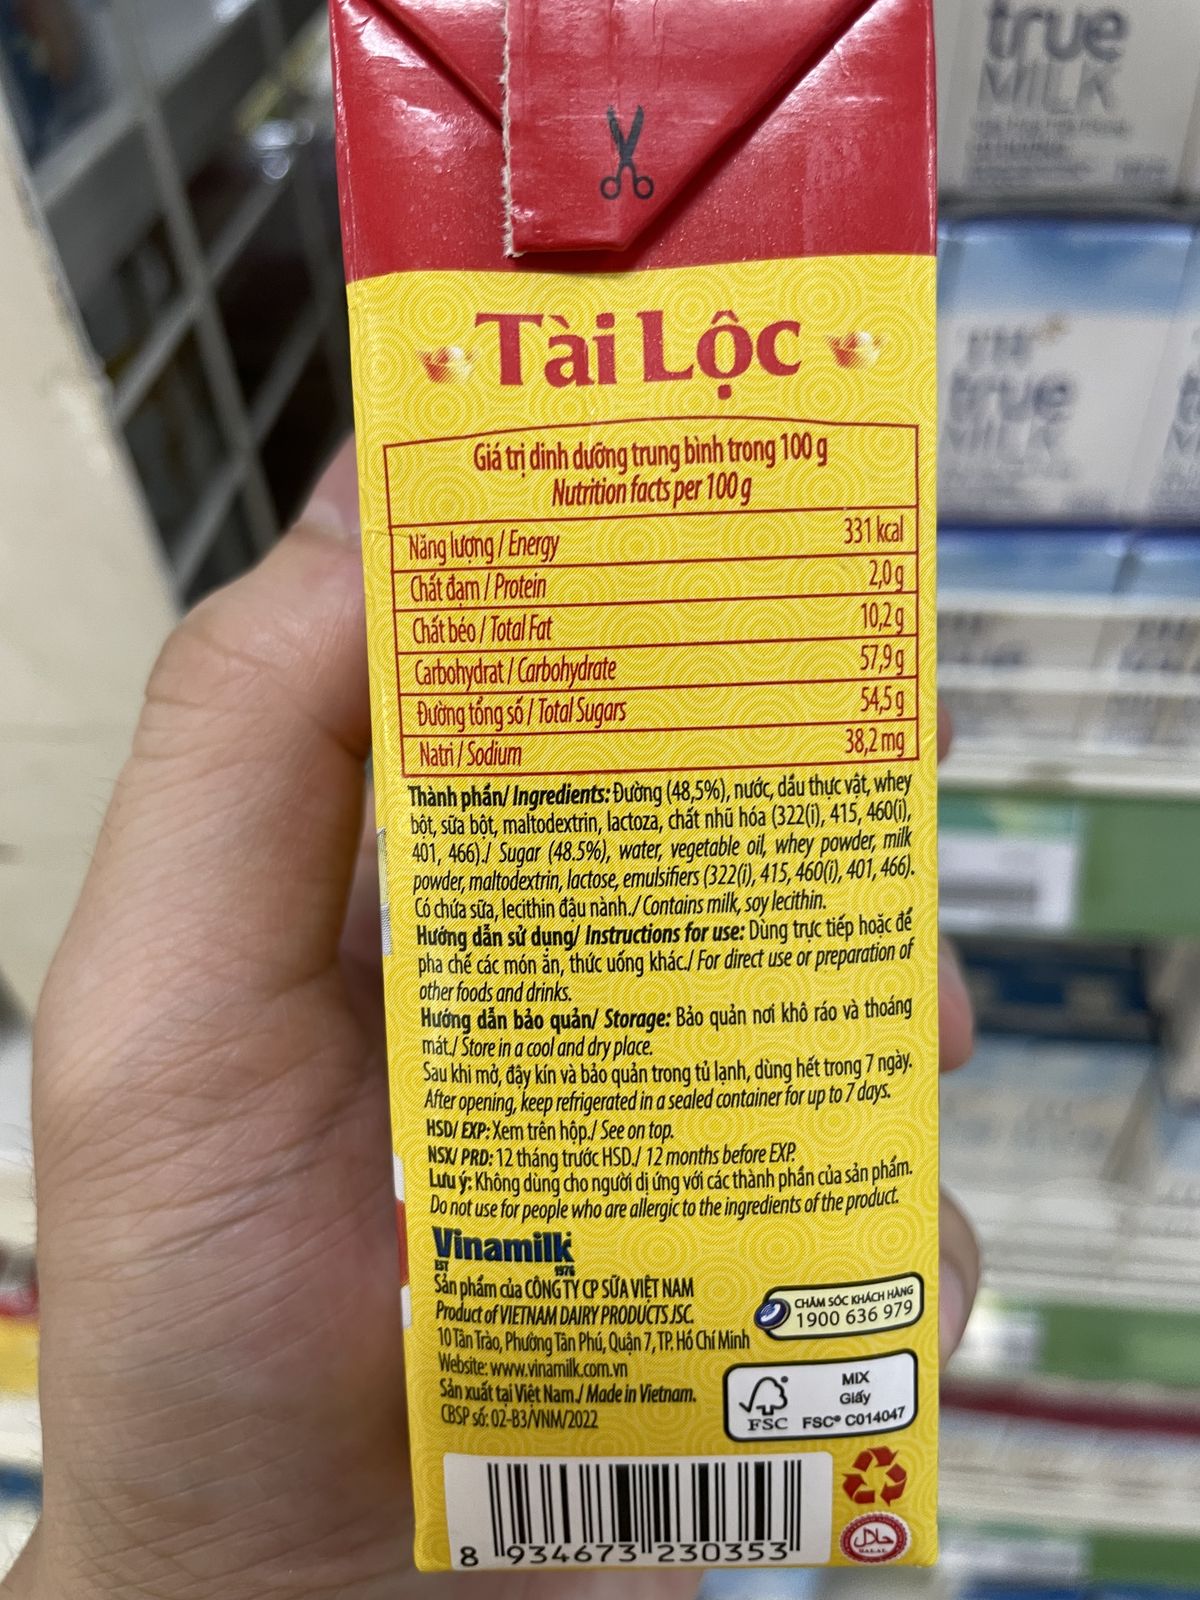 true
MILK
Tài Lộc
Giá trị dinh dưỡng trung bình trong 100 g
Nutrition facts per 100 g
Năng lượng / Energy 331 kcal
Chất đạm / Protein 2,0 g
Chất béo / Total Fat 10,2 g
Carbohydrat / Carbohydrate 57,9 g
Đường tổng số / Total Sugars 54,5 g
Natri / Sodium 38,2 mg
Thành phần/ Ingredients: Đường (48,5%), nước, dầu thực vật, whey
bột, sữa bột, maltodextrin, lactoza, chất nhũ hóa (322(i), 415, 460(i),
401, 466)./ Sugar (48.5%), water, vegetable oil, whey powder, milk
powder, maltodextrin, lactose, emulsifiers (322(i), 415, 460(i), 401, 466).
Có chứa sữa, lecithin đậu nành./ Contains milk, soy lecithin.
Hướng dẫn sử dụng/ Instructions for use: Dùng trực tiếp hoặc để
pha chế các món ăn, thức uống khác./ For direct use or preparation of
other foods and drinks.
Hướng dẫn bảo quản/ Storage: Bảo quản nơi khô ráo và thoáng
mát./ Store in a cool and dry place.
Sau khi mở, đậy kín và bảo quản trong tủ lạnh, dùng hết trong 7 ngày.
After opening, keep refrigerated in a sealed container for up to 7 days.
HSD/ EXP: Xem trên hộp./ See on top.
NSX/ PRD: 12 tháng trước HSD./ 12 months before EXP.
Lưu ý: Không dùng cho người dị ứng với các thành phần của sản phẩm.
Do not use for people who are allergic to the ingredients of the product.
Vinamilk
EST 1976
Sản phẩm của CÔNG TY CP SỮA VIỆT NAM
Product of VIETNAM DAIRY PRODUCTS JSC.
10 Tân Trào, Phường Tân Phú, Quận 7, TP. Hồ Chí Minh
Website: www.vinamilk.com.vn
Sản xuất tại Việt Nam./ Made in Vietnam.
CBSP số: 02-B3/VNM/2022
CHĂM SÓC KHÁCH HÀNG
1900 636 979
MIX
Giấy
FSC FSC® C014047
8 934673 230353
حلال
HALAL
true
MILK